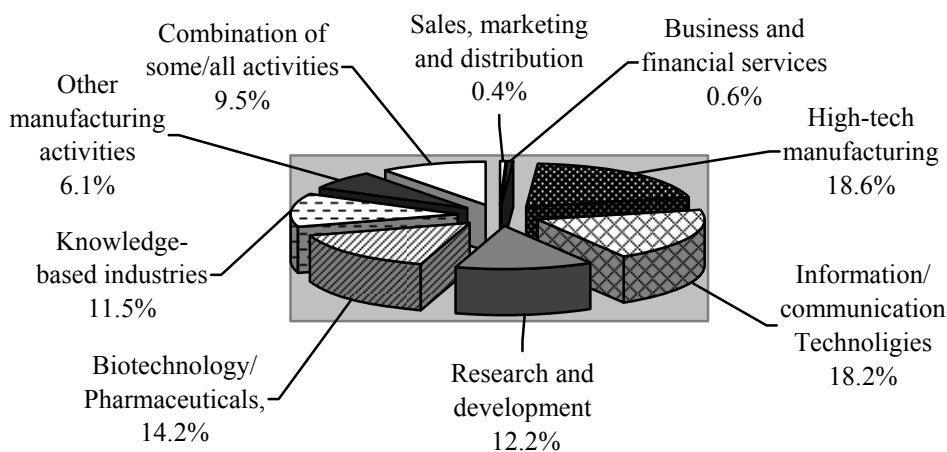 Sales, marketing
and distribution
0.4%
Business and
financial services
0.6%
High-tech
manufacturing
18.6%
Information/
communication
Technoligies
18.2%
Research and
development
12.2%
Biotechnology/
Pharmaceuticals,
14.2%
Knowledge-
based industries
11.5%
Other
manufacturing
activities
6.1%
Combination of
some/all activities
9.5%